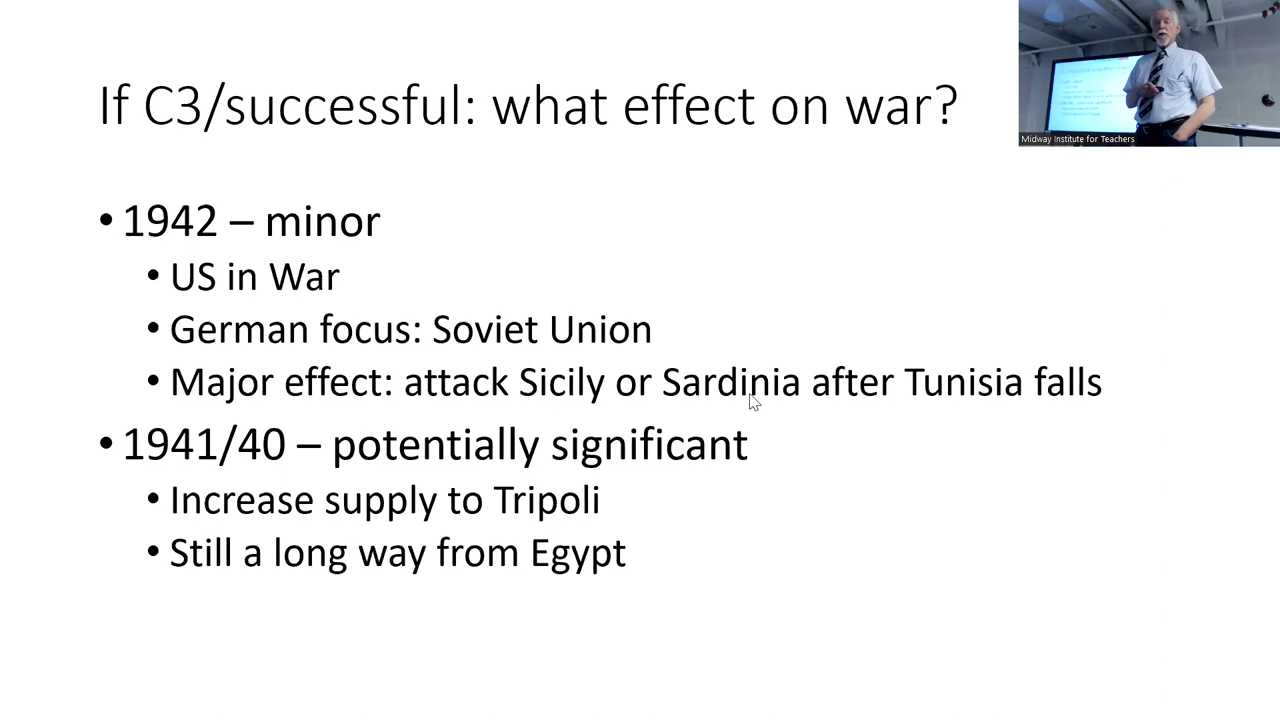 If C3/successful: what effect on war?
Midway Institute for Teachers
• 1942 – minor
• US in War
• German focus: Soviet Union
• Major effect: attack Sicily or Sardinia after Tunisia falls
• 1941/40 – potentially significant
• Increase supply to Tripoli
• Still a long way from Egypt